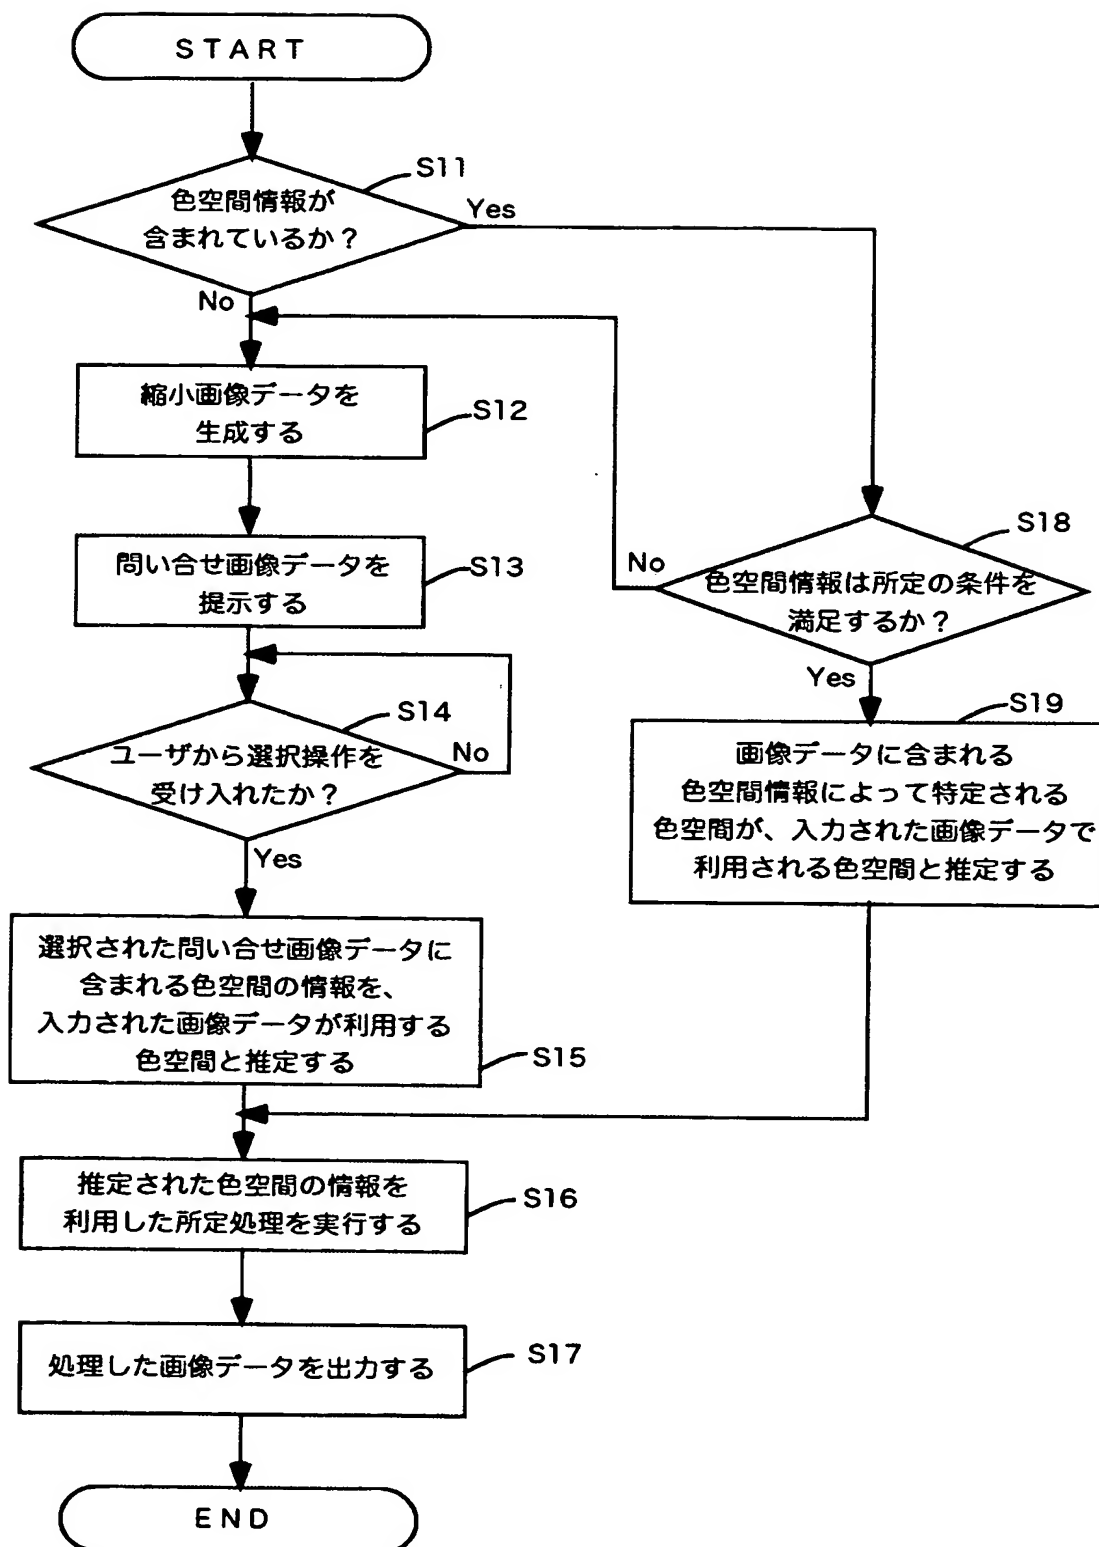 START
S11
色空間情報が
含まれているか？
Yes
No
縮小画像データを
生成する
S12
問い合せ画像データを
提示する
S13
S14
ユーザから選択操作を
受け入れたか？
No
Yes
選択された問い合せ画像データに
含まれる色空間の情報を、
入力された画像データが利用する
色空間と推定する
S15
S18
No
色空間情報は所定の条件を
満足するか？
Yes
S19
画像データに含まれる
色空間情報によって特定される
色空間が、入力された画像データで
利用される色空間と推定する
推定された色空間の情報を
利用した所定処理を実行する
S16
処理した画像データを出力する
S17
END